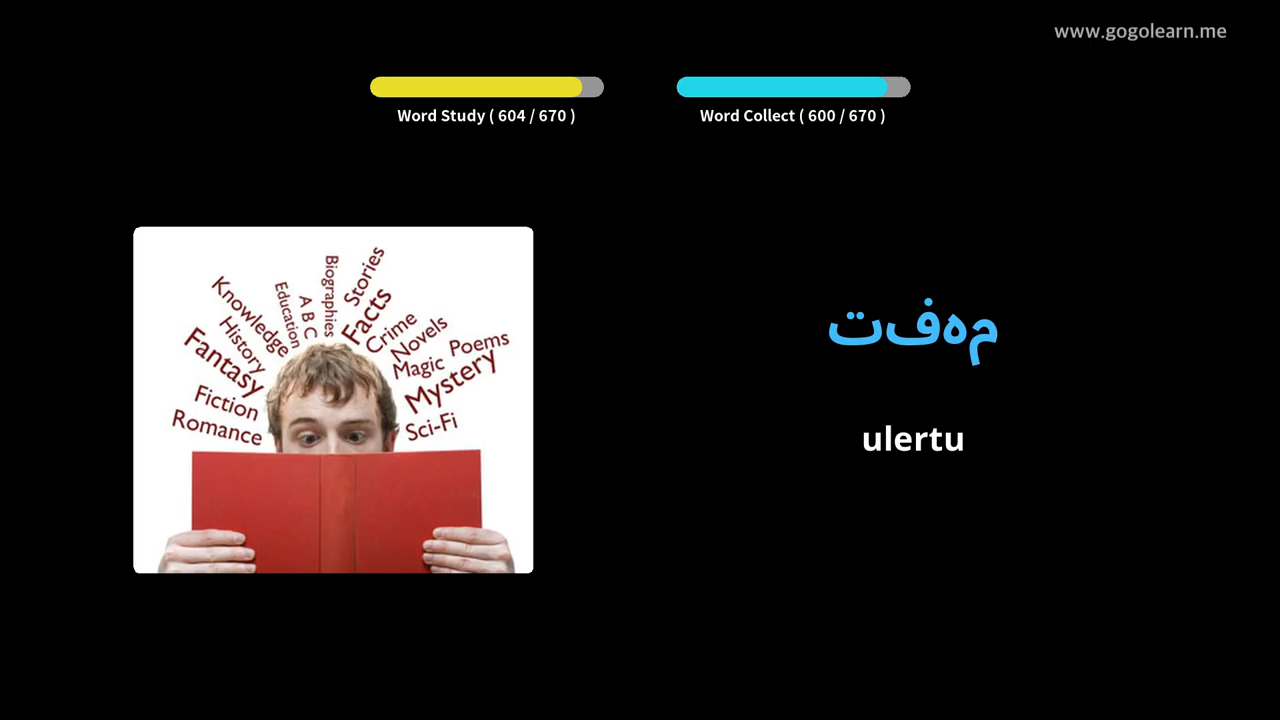 www.gogolearn.me
Word Study ( 604 / 670 )
Word Collect ( 600 / 670 )
Knowledge
History
Fantasy
Fiction
Romance
Education
A B C
Biographies
Stories
Facts
Crime
Novels
Magic
Poems
Mystery
Sci-Fi
مهفت
ulertu